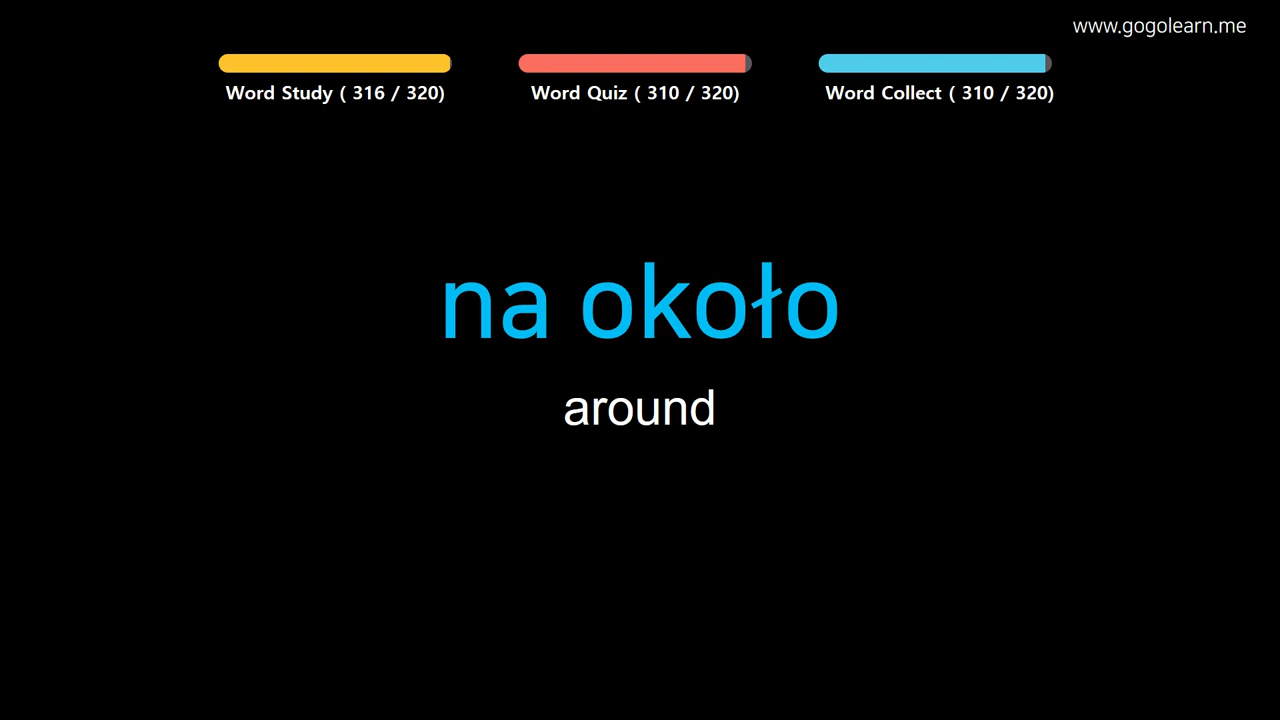 www.gogolearn.me
Word Study ( 316 / 320)
Word Quiz ( 310 / 320)
Word Collect ( 310 / 320)
na około
around